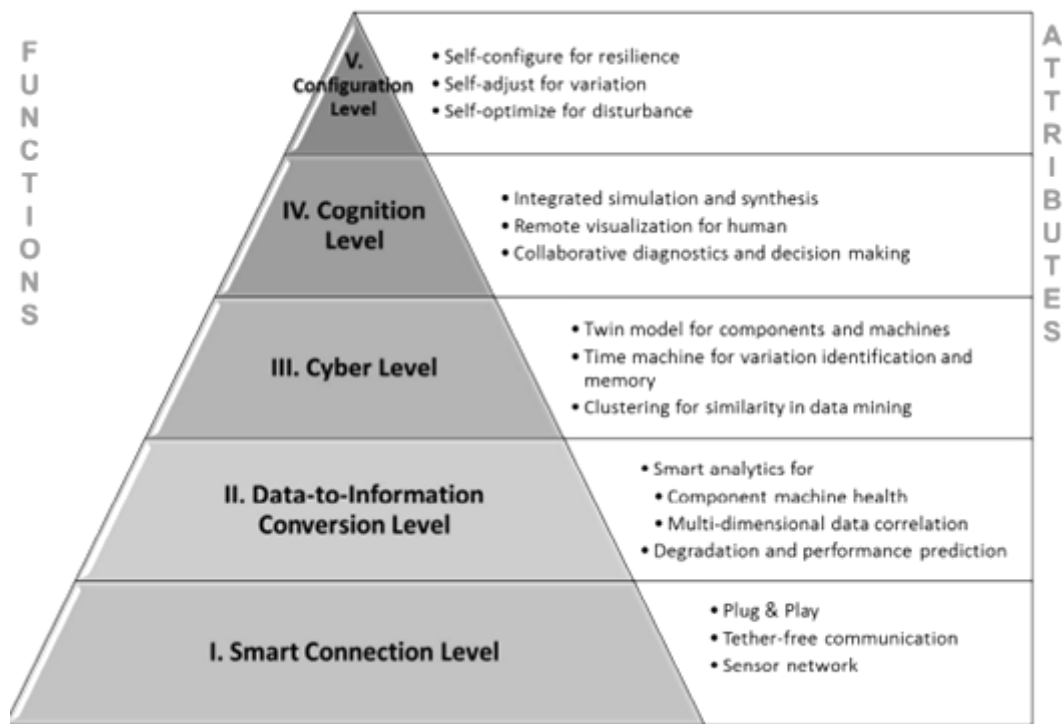 FUNCTIONS
ATTRIBUTES
V.
Configuration
Level
• Self-configure for resilience
• Self-adjust for variation
• Self-optimize for disturbance
IV. Cognition
Level
• Integrated simulation and synthesis
• Remote visualization for human
• Collaborative diagnostics and decision making
III. Cyber Level
• Twin model for components and machines
• Time machine for variation identification and
memory
• Clustering for similarity in data mining
II. Data-to-Information
Conversion Level
• Smart analytics for
• Component machine health
• Multi-dimensional data correlation
• Degradation and performance prediction
I. Smart Connection Level
• Plug & Play
• Tether-free communication
• Sensor network